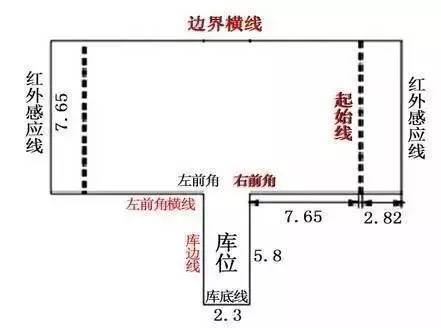 边界横线
红外感应线
7.65
起始线
红外感应线
左前角
右前角
左前角横线
7.65
2.82
库边线
库位
5.8
库底线
2.3